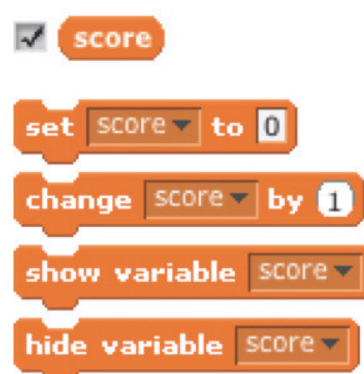 score
set score to 0
change score by 1
show variable score
hide variable score